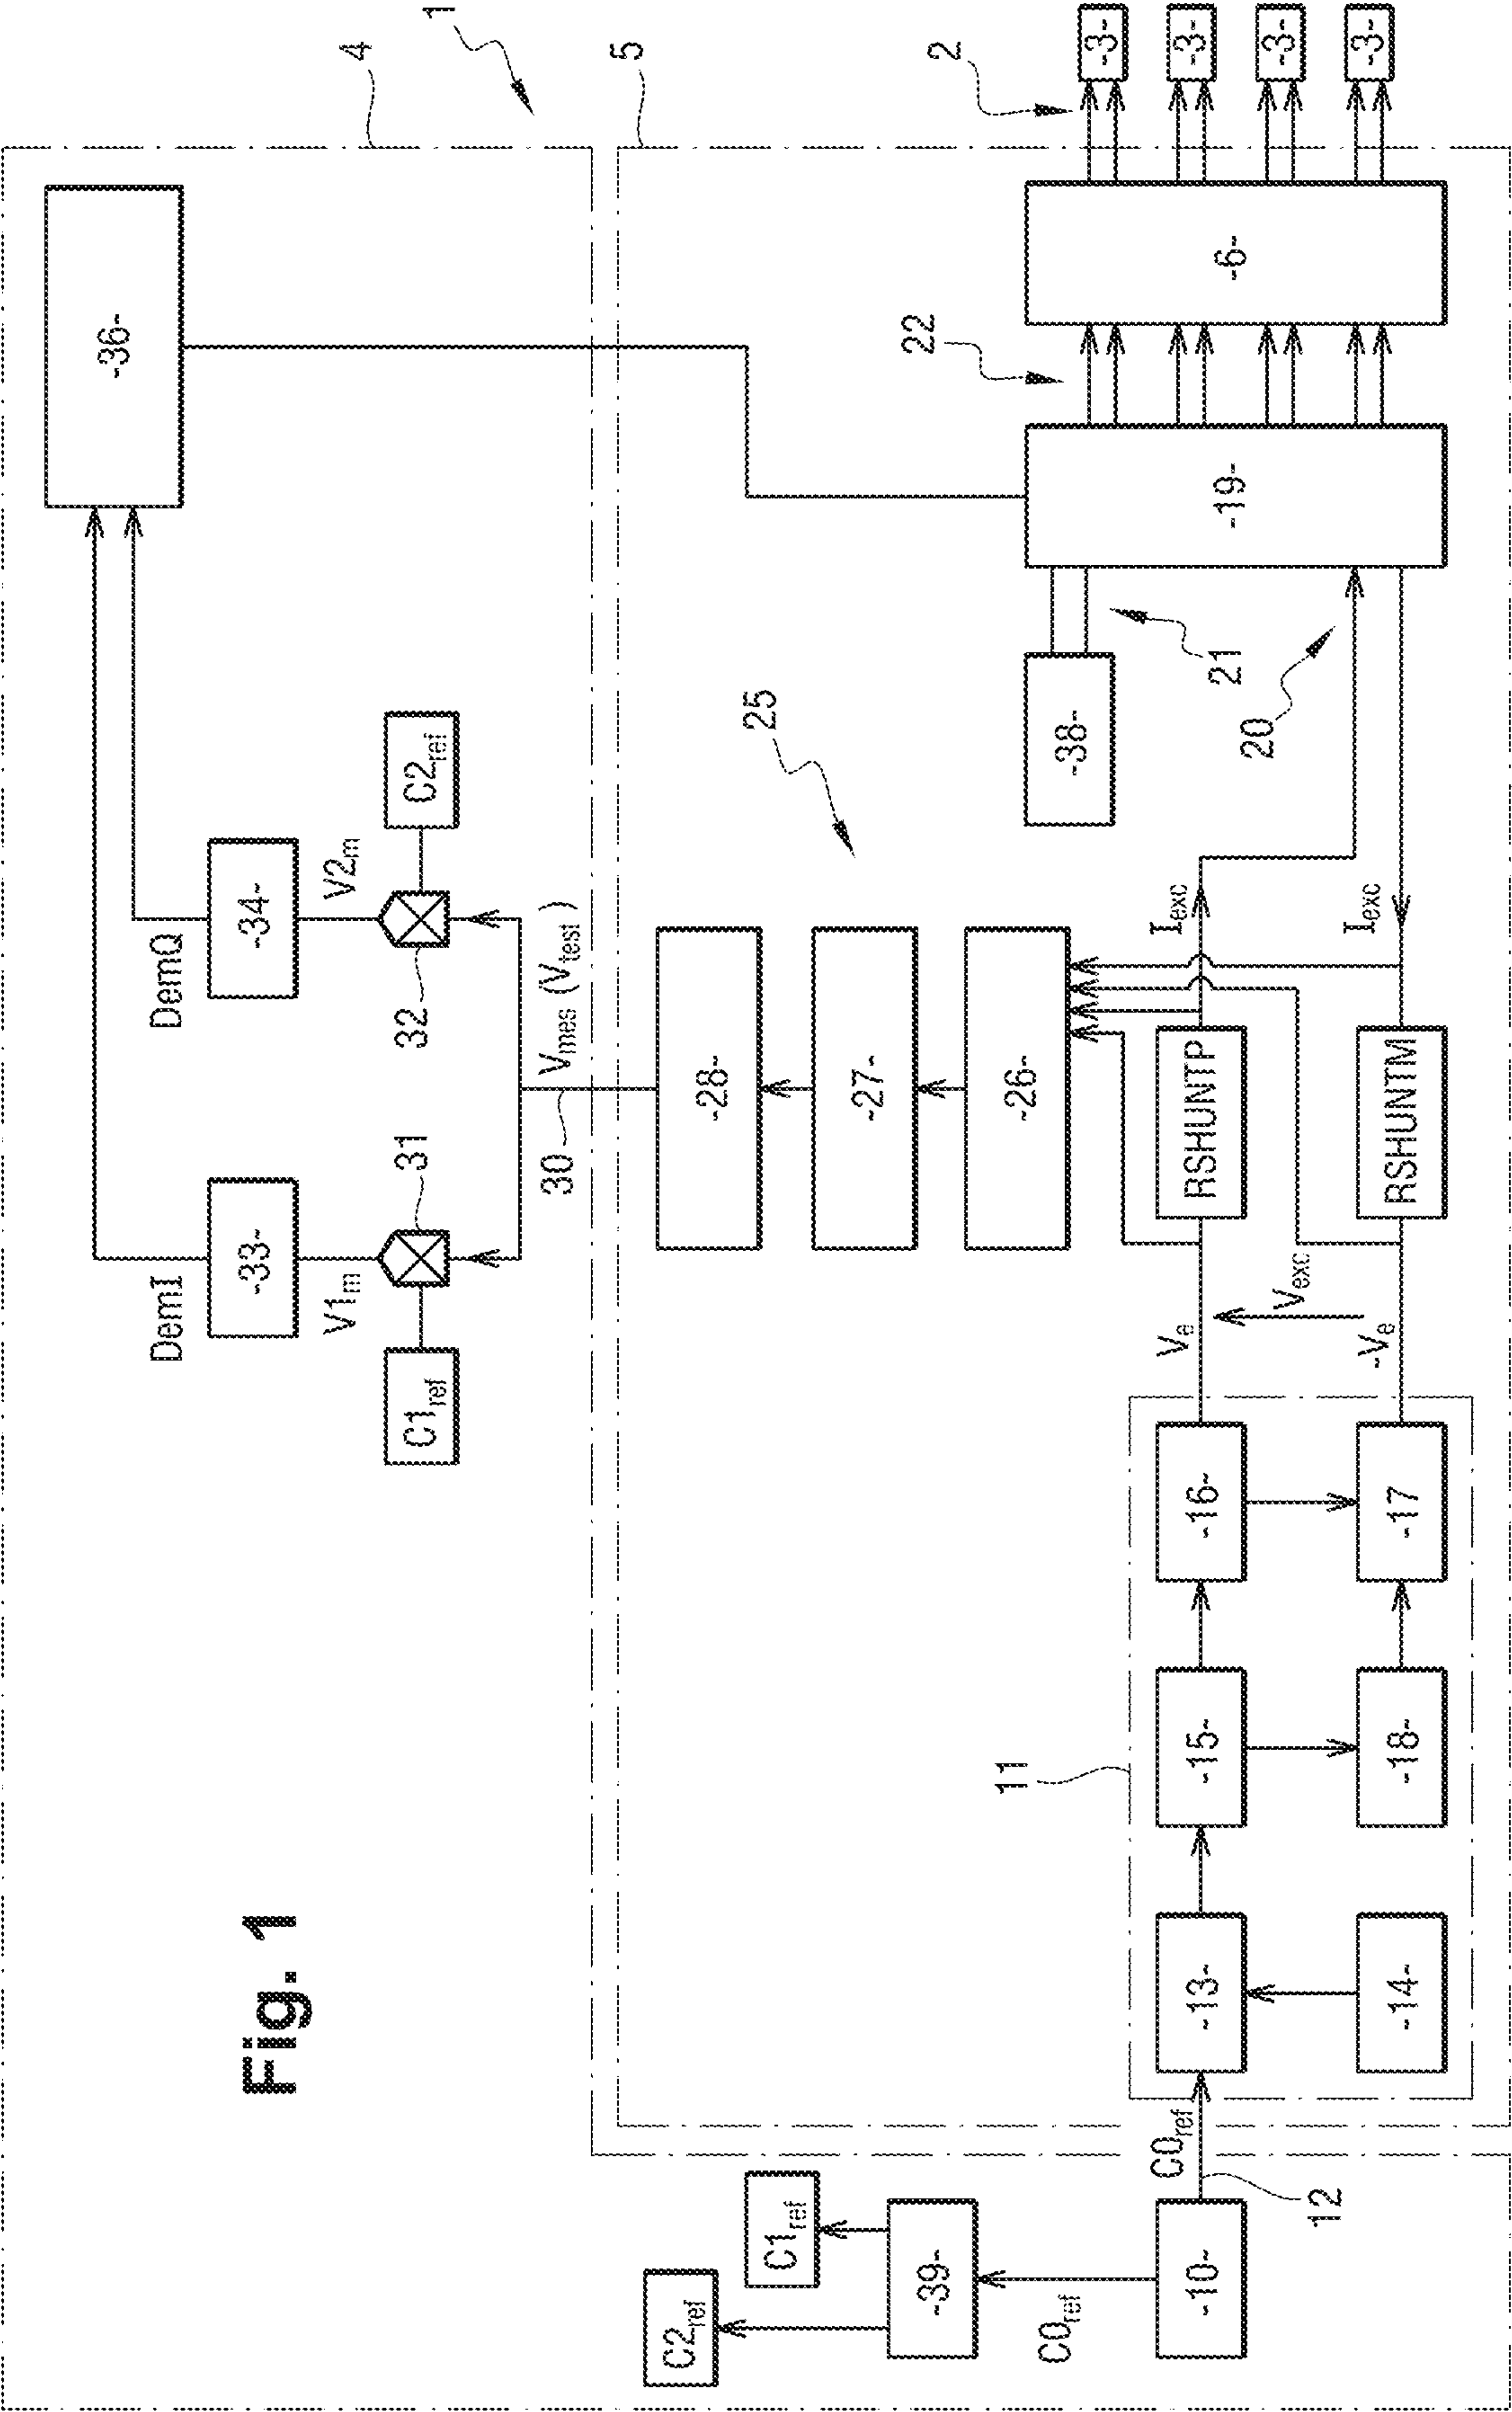 Fig. 1
1
4
5
2
-36-
DemI
DemQ
-33-
-34-
V1m
V2m
C1ref
31
32
C2ref
30
Vmes (Vtest)
-28-
-27-
-26-
25
22
-3-
-3-
-3-
-3-
-6-
-19-
-38-
21
20
C2ref
C1ref
-39-
C0ref
-10-
C0ref
12
11
-13-
-15-
-16-
Ve
RSHUNTP
Iexc
Vexc
-14-
-18-
-17
-Ve
RSHUNTM
Iexc